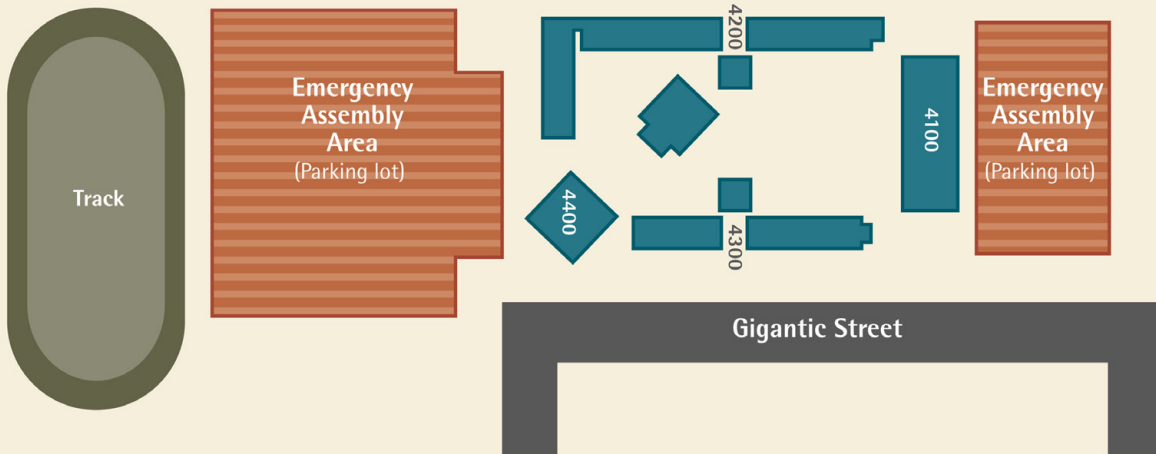 Track
Emergency
Assembly
Area
(Parking lot)
4200
4400
4300
4100
Emergency
Assembly
Area
(Parking lot)
Gigantic Street